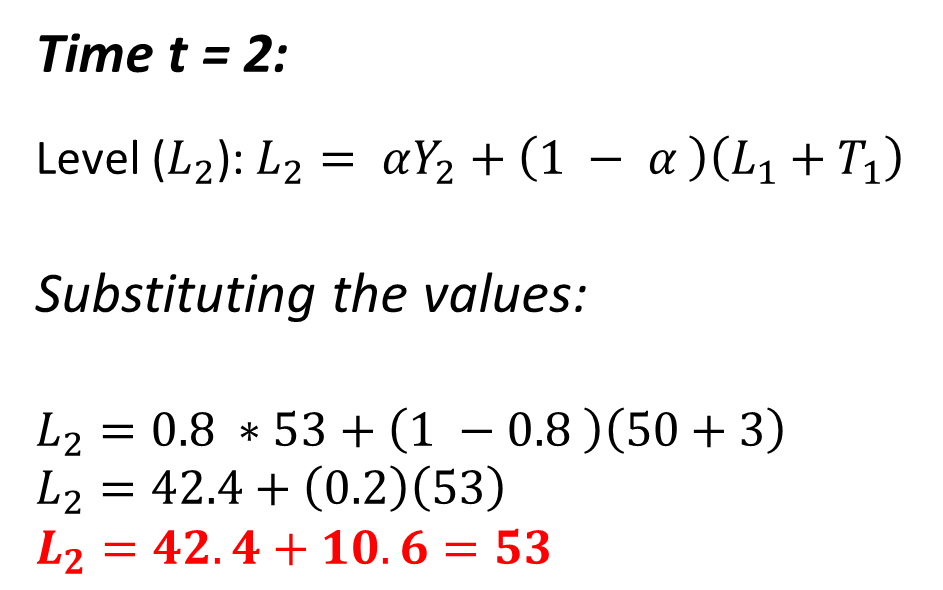 Time t = 2:
Level (L₂): L₂ = αY₂ + (1 − α )(L₁ + T₁)
Substituting the values:
L₂ = 0.8 * 53 + (1 − 0.8 )(50 + 3)
L₂ = 42.4 + (0.2)(53)
L₂ = 42. 4 + 10. 6 = 53